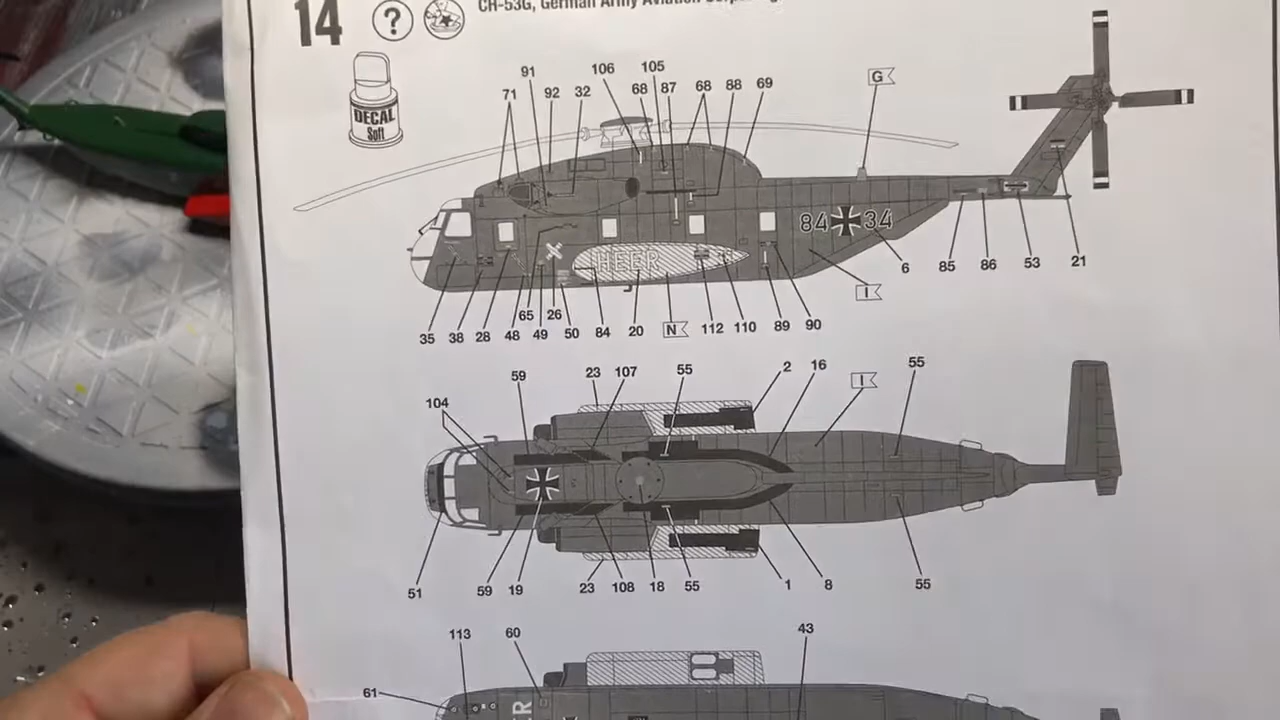 14 ? CH-53G, German Army Aviation
DECAL
Soft
91 106 105
71 92 32 68 87 68 88 69 G
84 34
HEER
6 85 86 53 21
I
65 26
35 38 28 48 49 50 84 20 N 112 110 89 90
59 23 107 55 2 16 I 55
104
51 59 19 23 108 18 55 1 8 55
113 60 43
61
ER